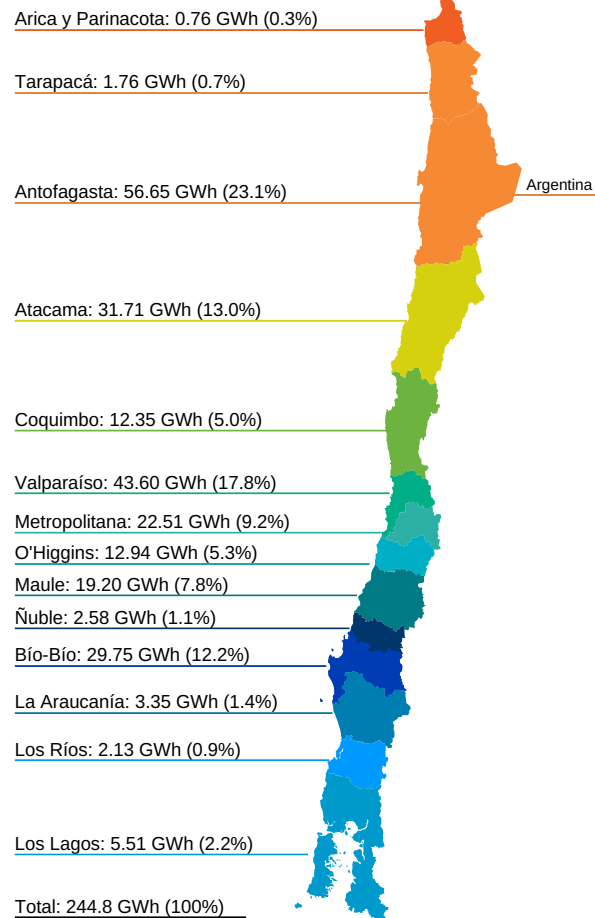 Arica y Parinacota: 0.76 GWh (0.3%)
Tarapacá: 1.76 GWh (0.7%)
Antofagasta: 56.65 GWh (23.1%)
Argentina
Atacama: 31.71 GWh (13.0%)
Coquimbo: 12.35 GWh (5.0%)
Valparaíso: 43.60 GWh (17.8%)
Metropolitana: 22.51 GWh (9.2%)
O'Higgins: 12.94 GWh (5.3%)
Maule: 19.20 GWh (7.8%)
Ñuble: 2.58 GWh (1.1%)
Bío-Bío: 29.75 GWh (12.2%)
La Araucanía: 3.35 GWh (1.4%)
Los Ríos: 2.13 GWh (0.9%)
Los Lagos: 5.51 GWh (2.2%)
Total: 244.8 GWh (100%)